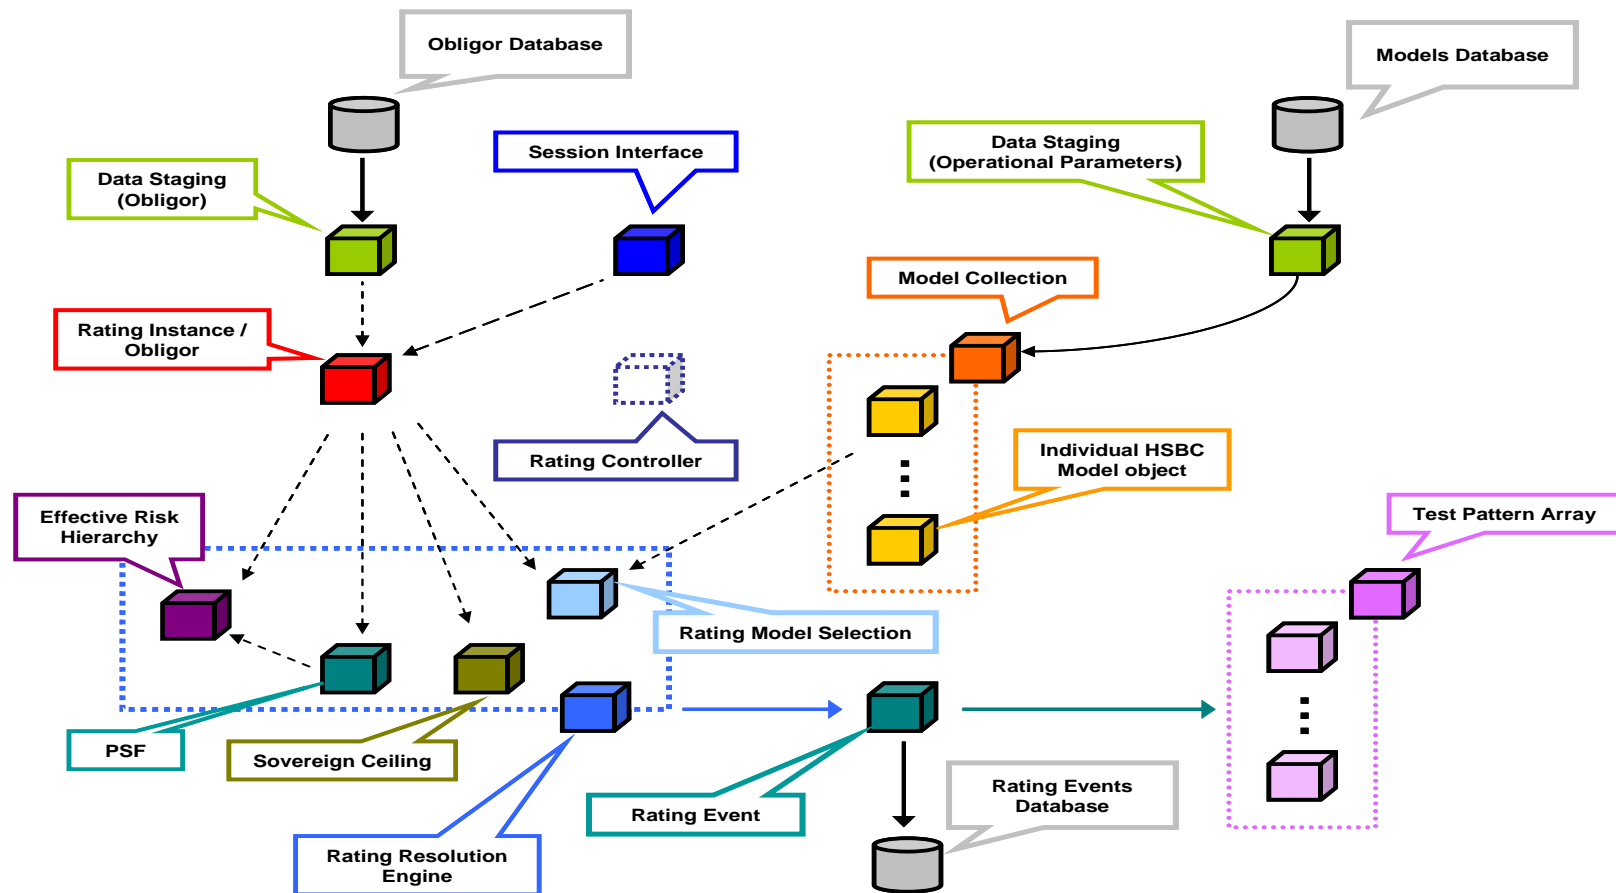 Obligor Database
Models Database
Session Interface
Data Staging
(Operational Parameters)
Data Staging
(Obligor)
Model Collection
Rating Instance /
Obligor
Rating Controller
Individual HSBC
Model object
Effective Risk
Hierarchy
Test Pattern Array
Rating Model Selection
PSF
Sovereign Ceiling
Rating Event
Rating Events
Database
Rating Resolution
Engine